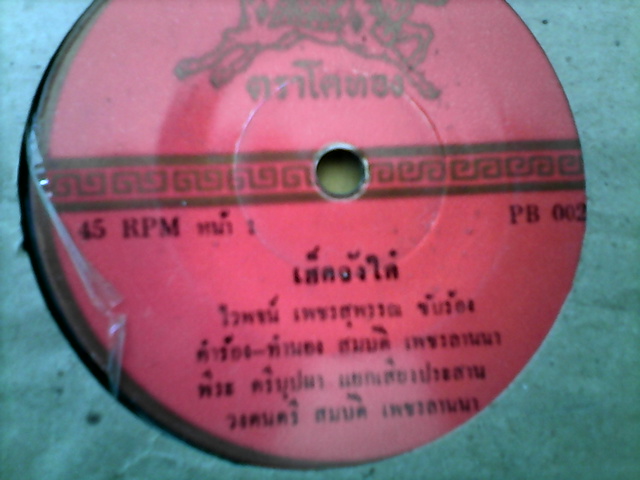 ตราโคทอง
45 RPM หน้า 1
PB 002
เส็ดจังใด๋
ไวพจน์ เพชรสุพรรณ ขับร้อง
คำร้อง-ทำนอง สมบติ เพชรลานนา
พีระ ตรีบุปผา แยกเสียงประสาน
วงดนตรี สมบติ เพชรลานนา